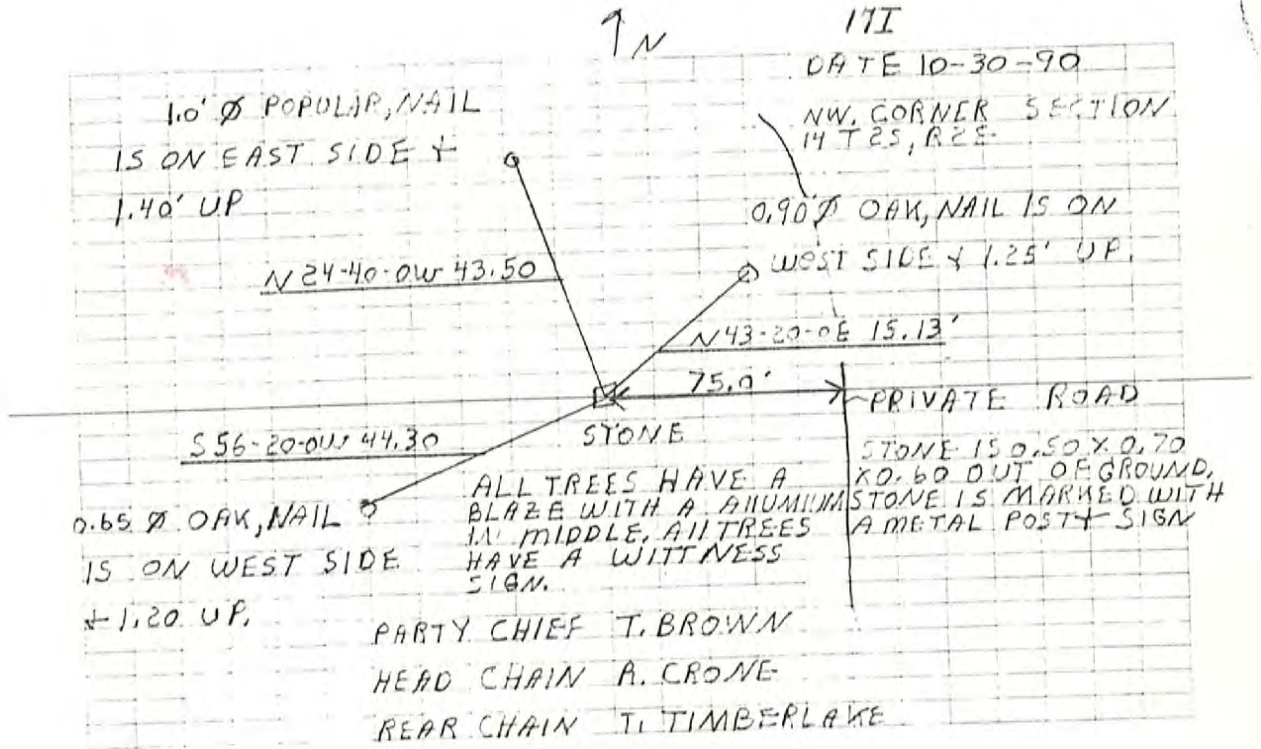 17I
N
DATE 10-30-90
NW. CORNER SECTION
14 T2S, R2E
1.0' Ø POPULAR, NAIL
IS ON EAST SIDE +
1.40' UP
0.90' Ø OAK, NAIL IS ON
WEST SIDE + 1.25' UP.
N 24-40-0W 43.50
N43-20-0E 15.13'
75.0'
PRIVATE ROAD
STONE
S 56-20-0W 44.30
STONE IS 0.50 X 0.70
X 0.60 OUT OF GROUND,
STONE IS MARKED WITH
A METAL POST + SIGN
ALL TREES HAVE A
BLAZE WITH A AllUMIUM
IN MIDDLE, AllTREES
HAVE A WITTNESS
SIGN.
0.65 Ø OAK, NAIL
IS ON WEST SIDE
+ 1.20 UP.
PARTY CHIEF T. BROWN
HEAD CHAIN A. CRONE
REAR CHAIN T. TIMBERLAKE